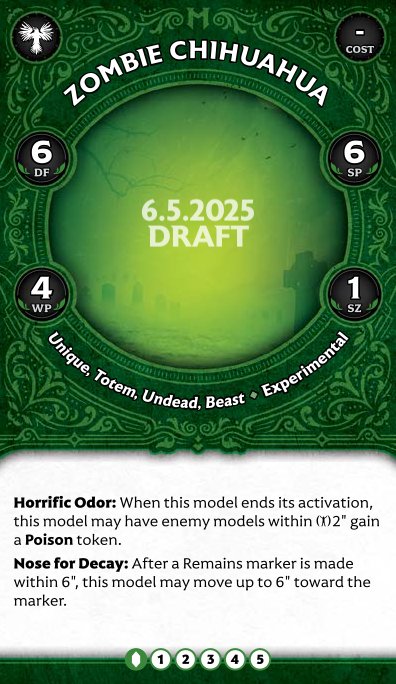 M
ZOMBIE CHIHUAHUA
-
COST
6
DF
6
SP
6.5.2025
DRAFT
4
WP
1
SZ
Unique, Totem, Undead, Beast ⬥ Experimental
Horrific Odor: When this model ends its activation,
this model may have enemy models within 2" gain
a Poison token.
Nose for Decay: After a Remains marker is made
within 6", this model may move up to 6" toward the
marker.
1 2 3 4 5